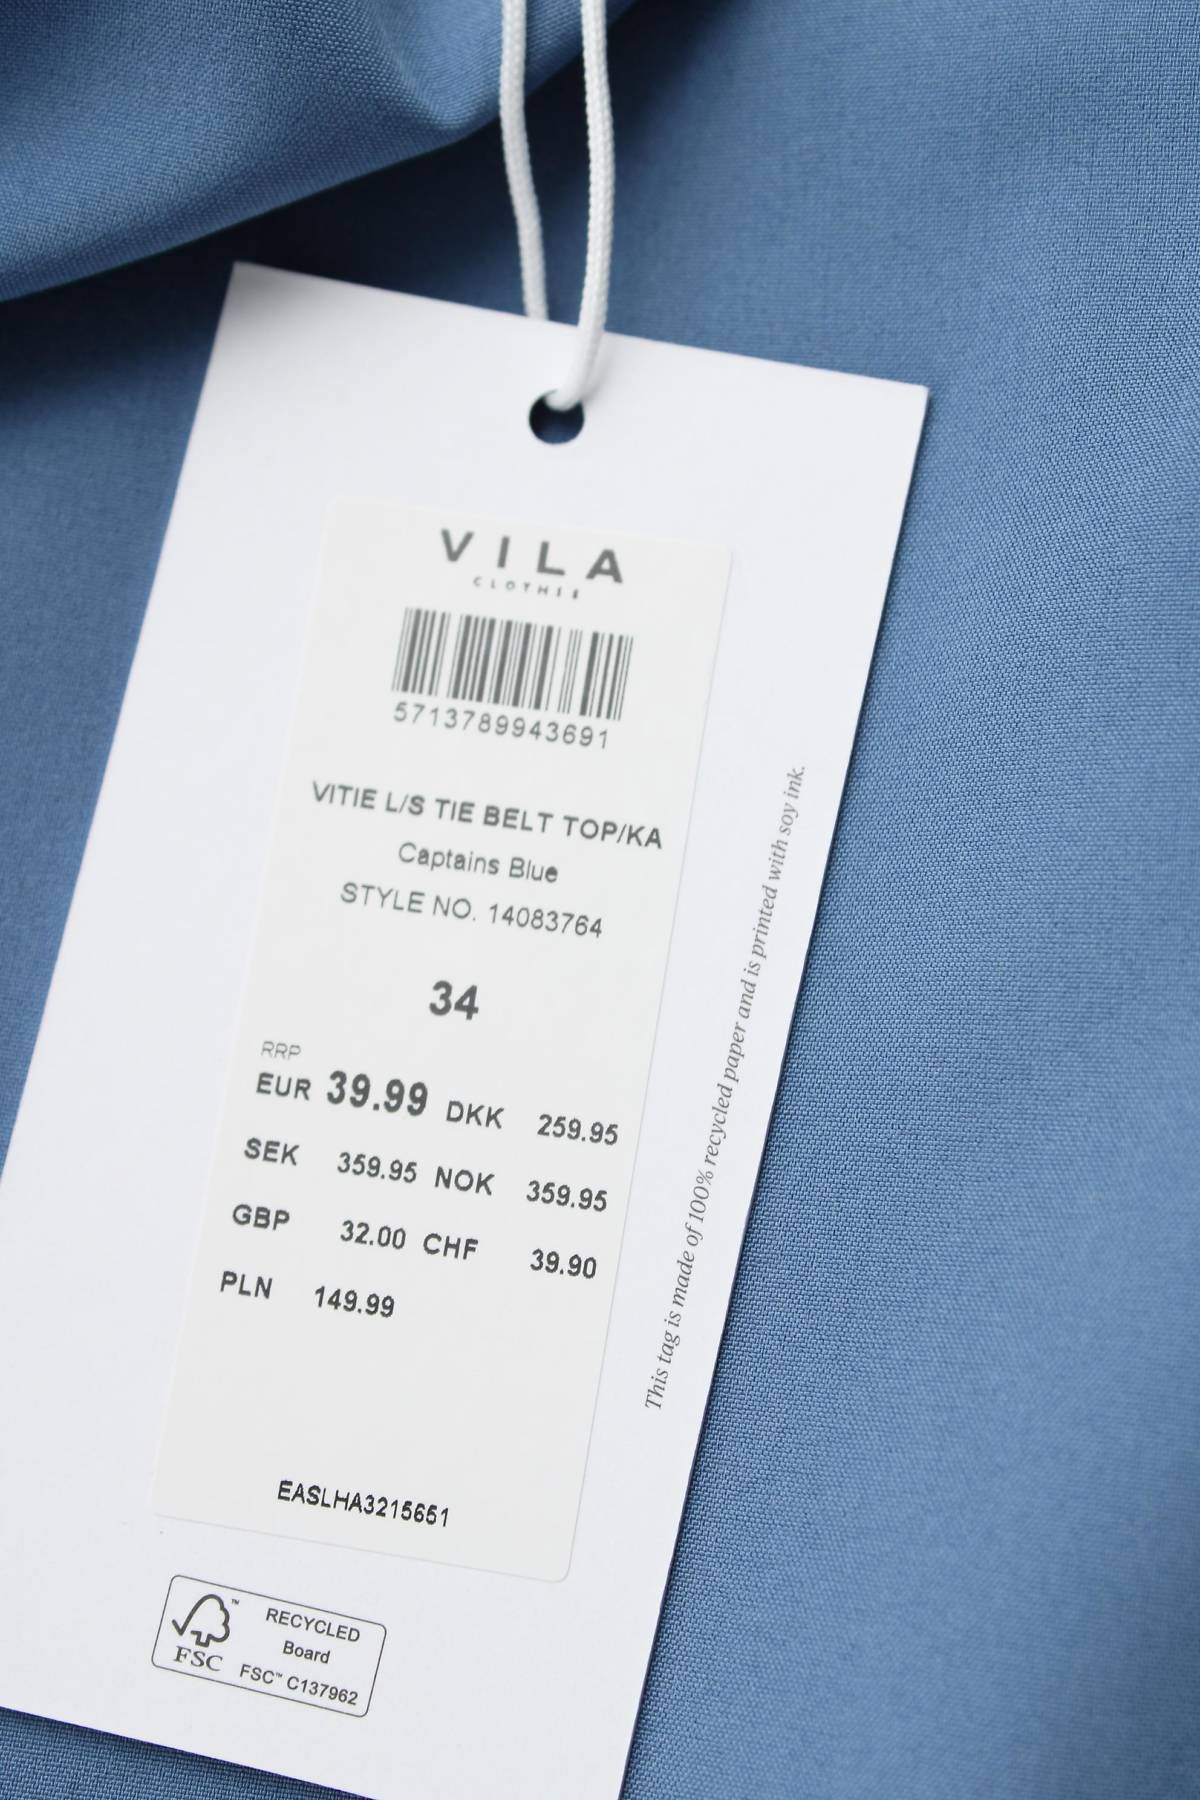 VILA
CLOTHES
5713789943691
VITIE L/S TIE BELT TOP/KA
Captains Blue
STYLE NO. 14083764
34
RRP
EUR 39.99 DKK 259.95
SEK 359.95 NOK 359.95
GBP 32.00 CHF 39.90
PLN 149.99
EASLHA3215651
This tag is made of 100% recycled paper and is printed with soy ink.
FSC™
RECYCLED
Board
FSC™ C137962